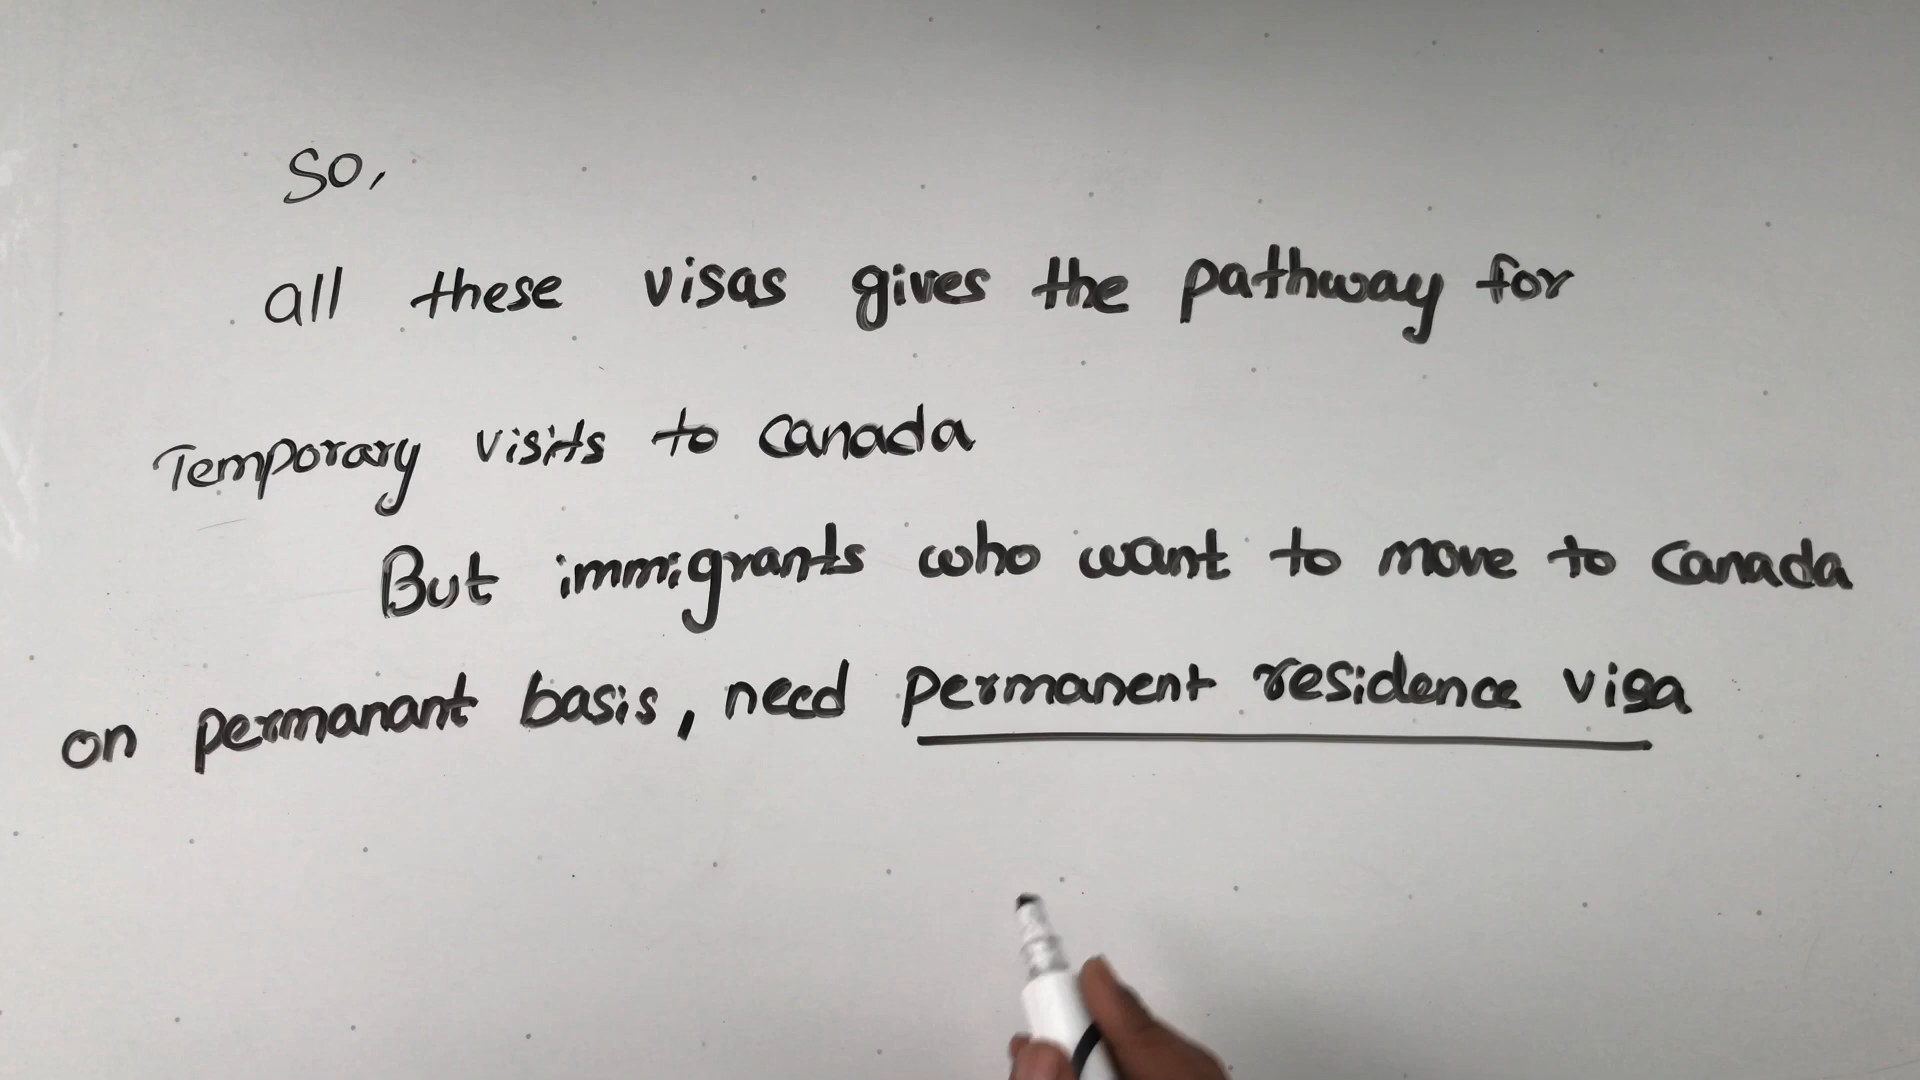 So,
all these visas gives the pathway for
Temporary visits to Canada
But immigrants who want to move to Canada
on permanant basis, need permanent residence visa